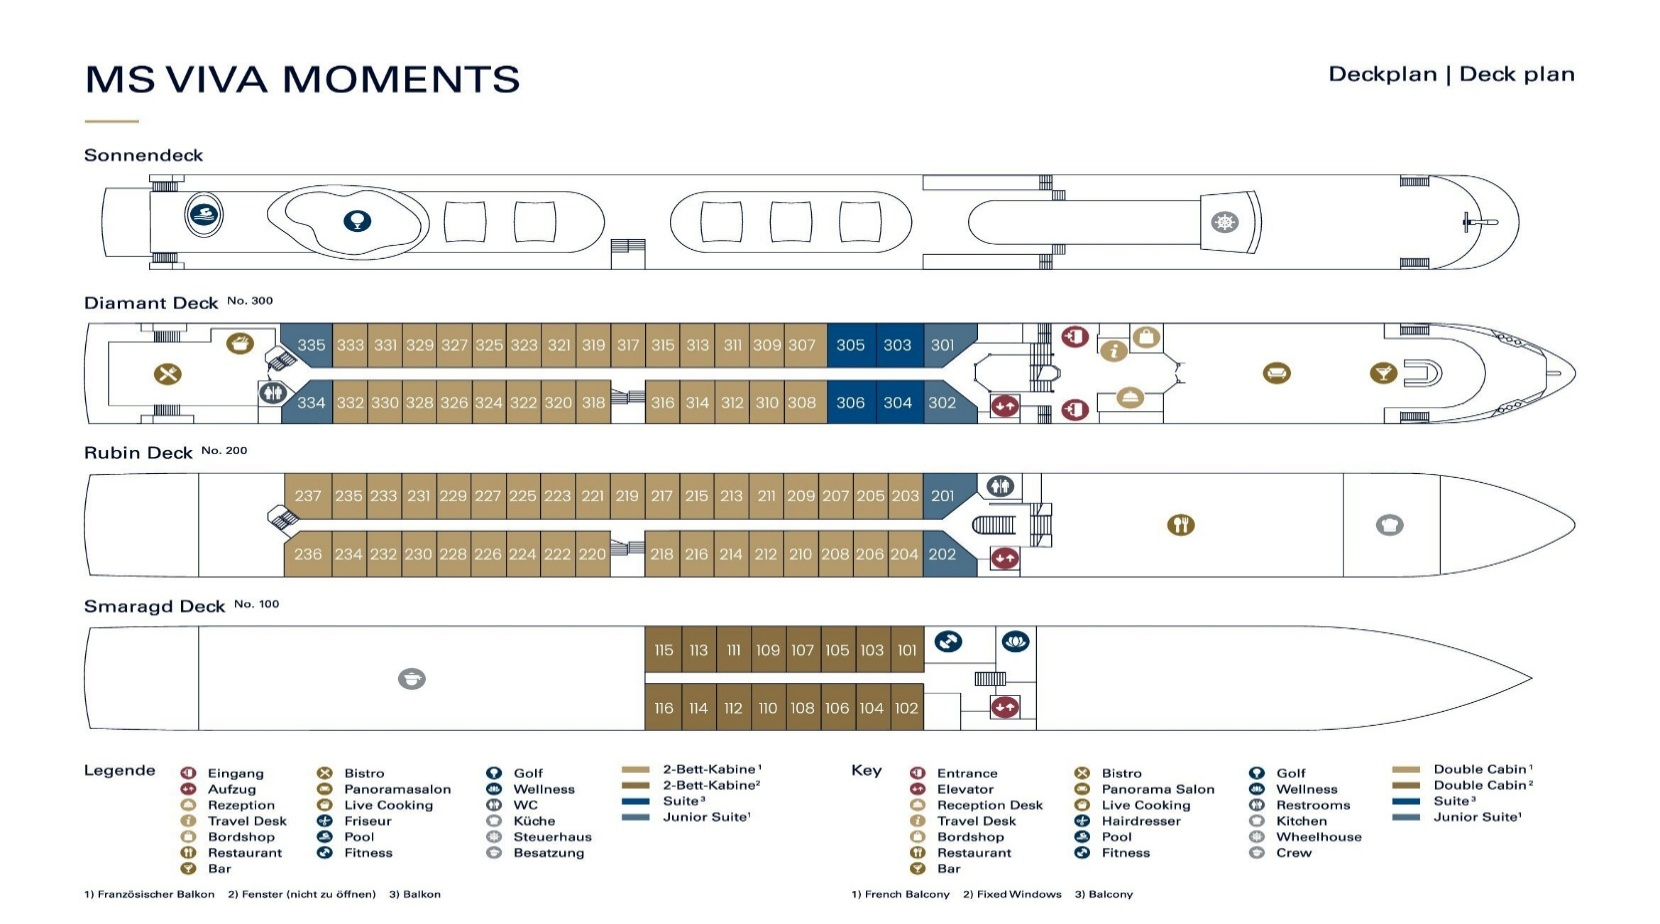 MS VIVA MOMENTS
Deckplan | Deck plan
Sonnendeck
Diamant Deck No. 300
335 333 331 329 327 325 323 321 319 317 315 313 311 309 307 305 303 301
334 332 330 328 326 324 322 320 318 316 314 312 310 308 306 304 302
Rubin Deck No. 200
237 235 233 231 229 227 225 223 221 219 217 215 213 211 209 207 205 203 201
236 234 232 230 228 226 224 222 220 218 216 214 212 210 208 206 204 202
Smaragd Deck No. 100
115 113 111 109 107 105 103 101
116 114 112 110 108 106 104 102
Legende
Eingang
Aufzug
Rezeption
Travel Desk
Bordshop
Restaurant
Bar
Bistro
Panoramasalon
Live Cooking
Friseur
Pool
Fitness
Golf
Wellness
WC
Küche
Steuerhaus
Besatzung
2-Bett-Kabine¹
2-Bett-Kabine²
Suite³
Junior Suite¹
1) Französischer Balkon 2) Fenster (nicht zu öffnen) 3) Balkon
Key
Entrance
Elevator
Reception Desk
Travel Desk
Bordshop
Restaurant
Bar
Bistro
Panorama Salon
Live Cooking
Hairdresser
Pool
Fitness
Golf
Wellness
Restrooms
Kitchen
Wheelhouse
Crew
Double Cabin¹
Double Cabin²
Suite³
Junior Suite¹
1) French Balcony 2) Fixed Windows 3) Balcony